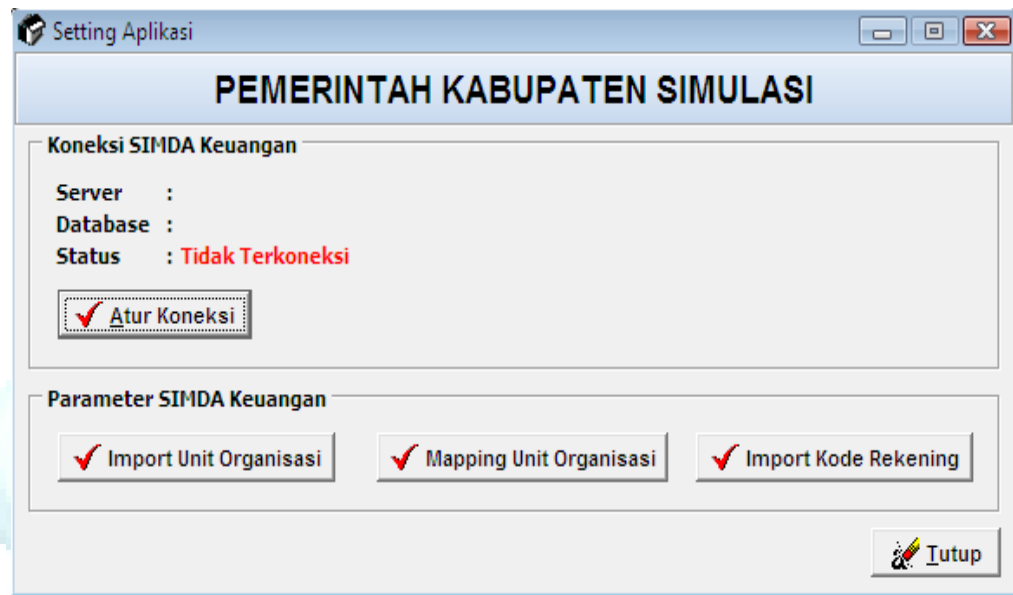 Setting Aplikasi
PEMERINTAH KABUPATEN SIMULASI
Koneksi SIMDA Keuangan
Server :
Database :
Status : Tidak Terkoneksi
Atur Koneksi
Parameter SIMDA Keuangan
Import Unit Organisasi Mapping Unit Organisasi Import Kode Rekening
Tutup